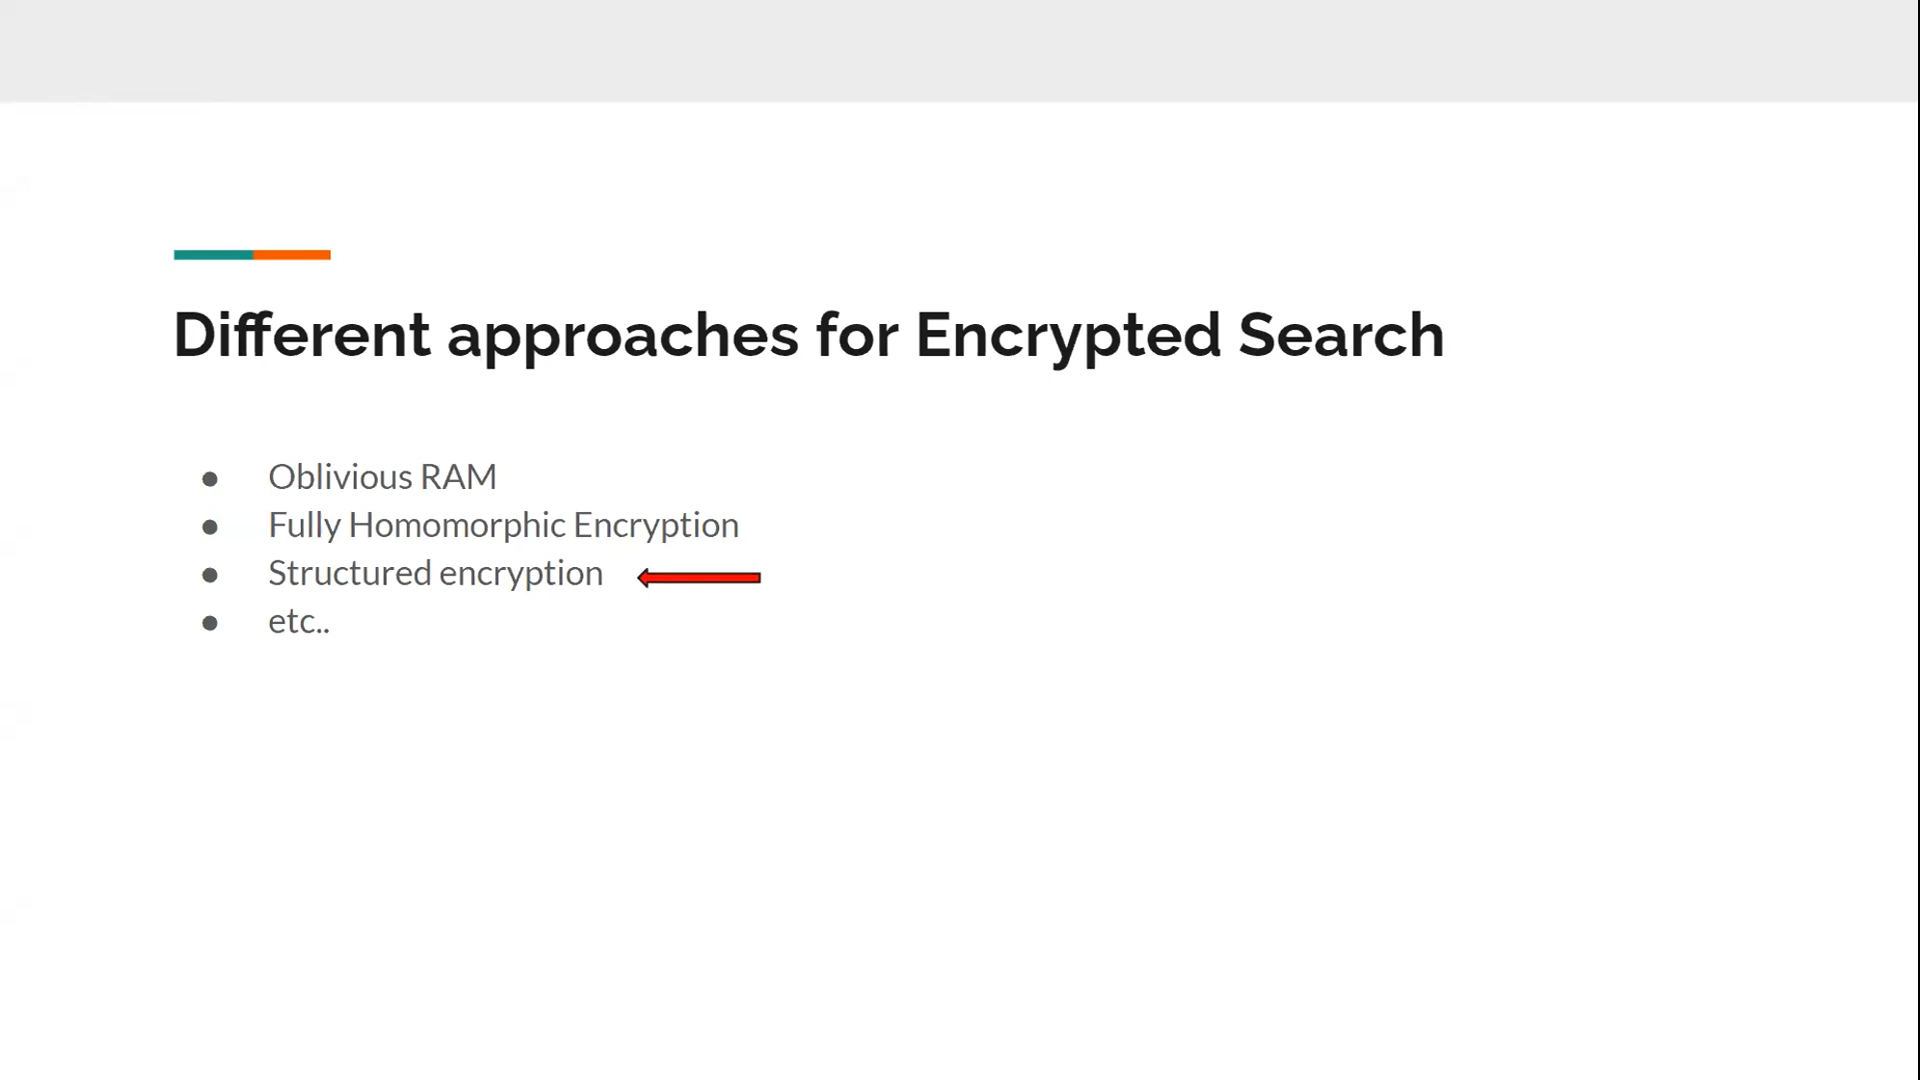 Different approaches for Encrypted Search
● Oblivious RAM
● Fully Homomorphic Encryption
● Structured encryption
● etc..